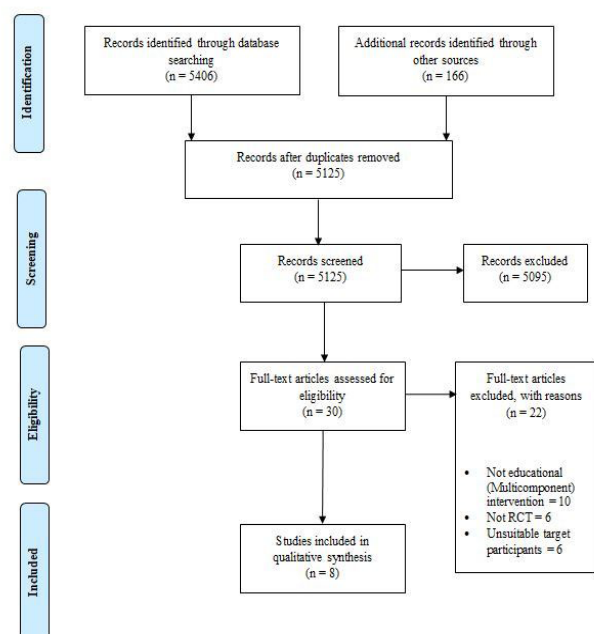 Identification
Records identified through database
searching
(n = 5406)
Additional records identified through
other sources
(n = 166)
Records after duplicates removed
(n = 5125)
Screening
Records screened
(n = 5125)
Records excluded
(n = 5095)
Eligibility
Full-text articles assessed for
eligibility
(n = 30)
Full-text articles
excluded, with reasons
(n = 22)
• Not educational
(Multicomponent)
intervention = 10
• Not RCT = 6
• Unsuitable target
participants = 6
Included
Studies included in
qualitative synthesis
(n = 8)